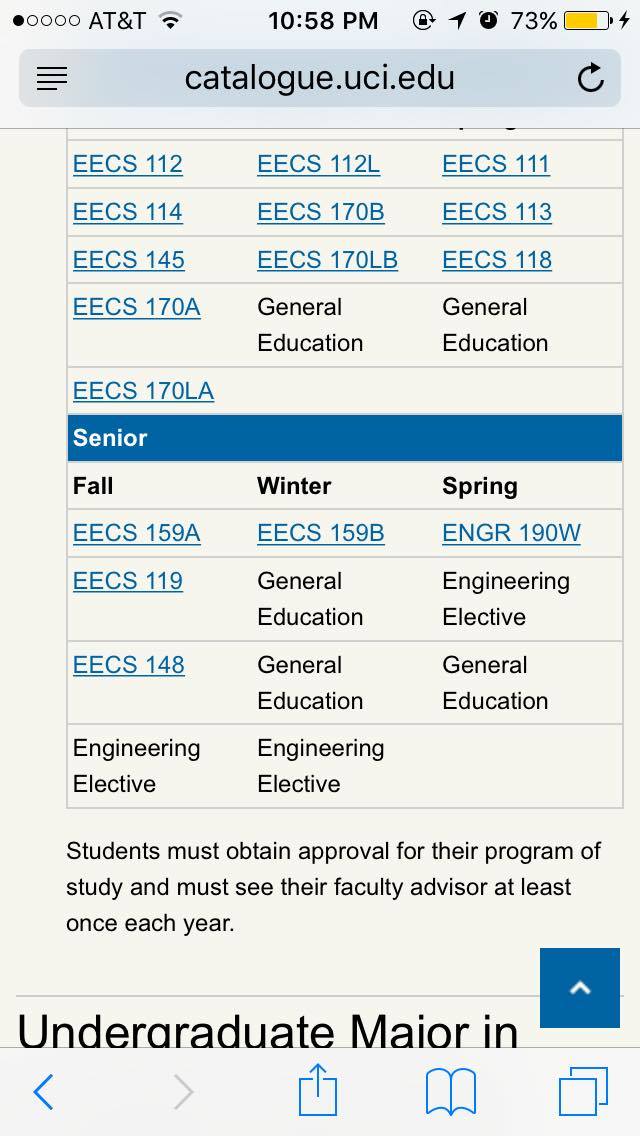 AT&T 10:58 PM 73%
catalogue.uci.edu
EECS 112 EECS 112L EECS 111
EECS 114 EECS 170B EECS 113
EECS 145 EECS 170LB EECS 118
EECS 170A General General
Education Education
EECS 170LA
Senior
Fall Winter Spring
EECS 159A EECS 159B ENGR 190W
EECS 119 General Engineering
Education Elective
EECS 148 General General
Education Education
Engineering Engineering
Elective Elective
Students must obtain approval for their program of
study and must see their faculty advisor at least
once each year.
Undergraduate Major in